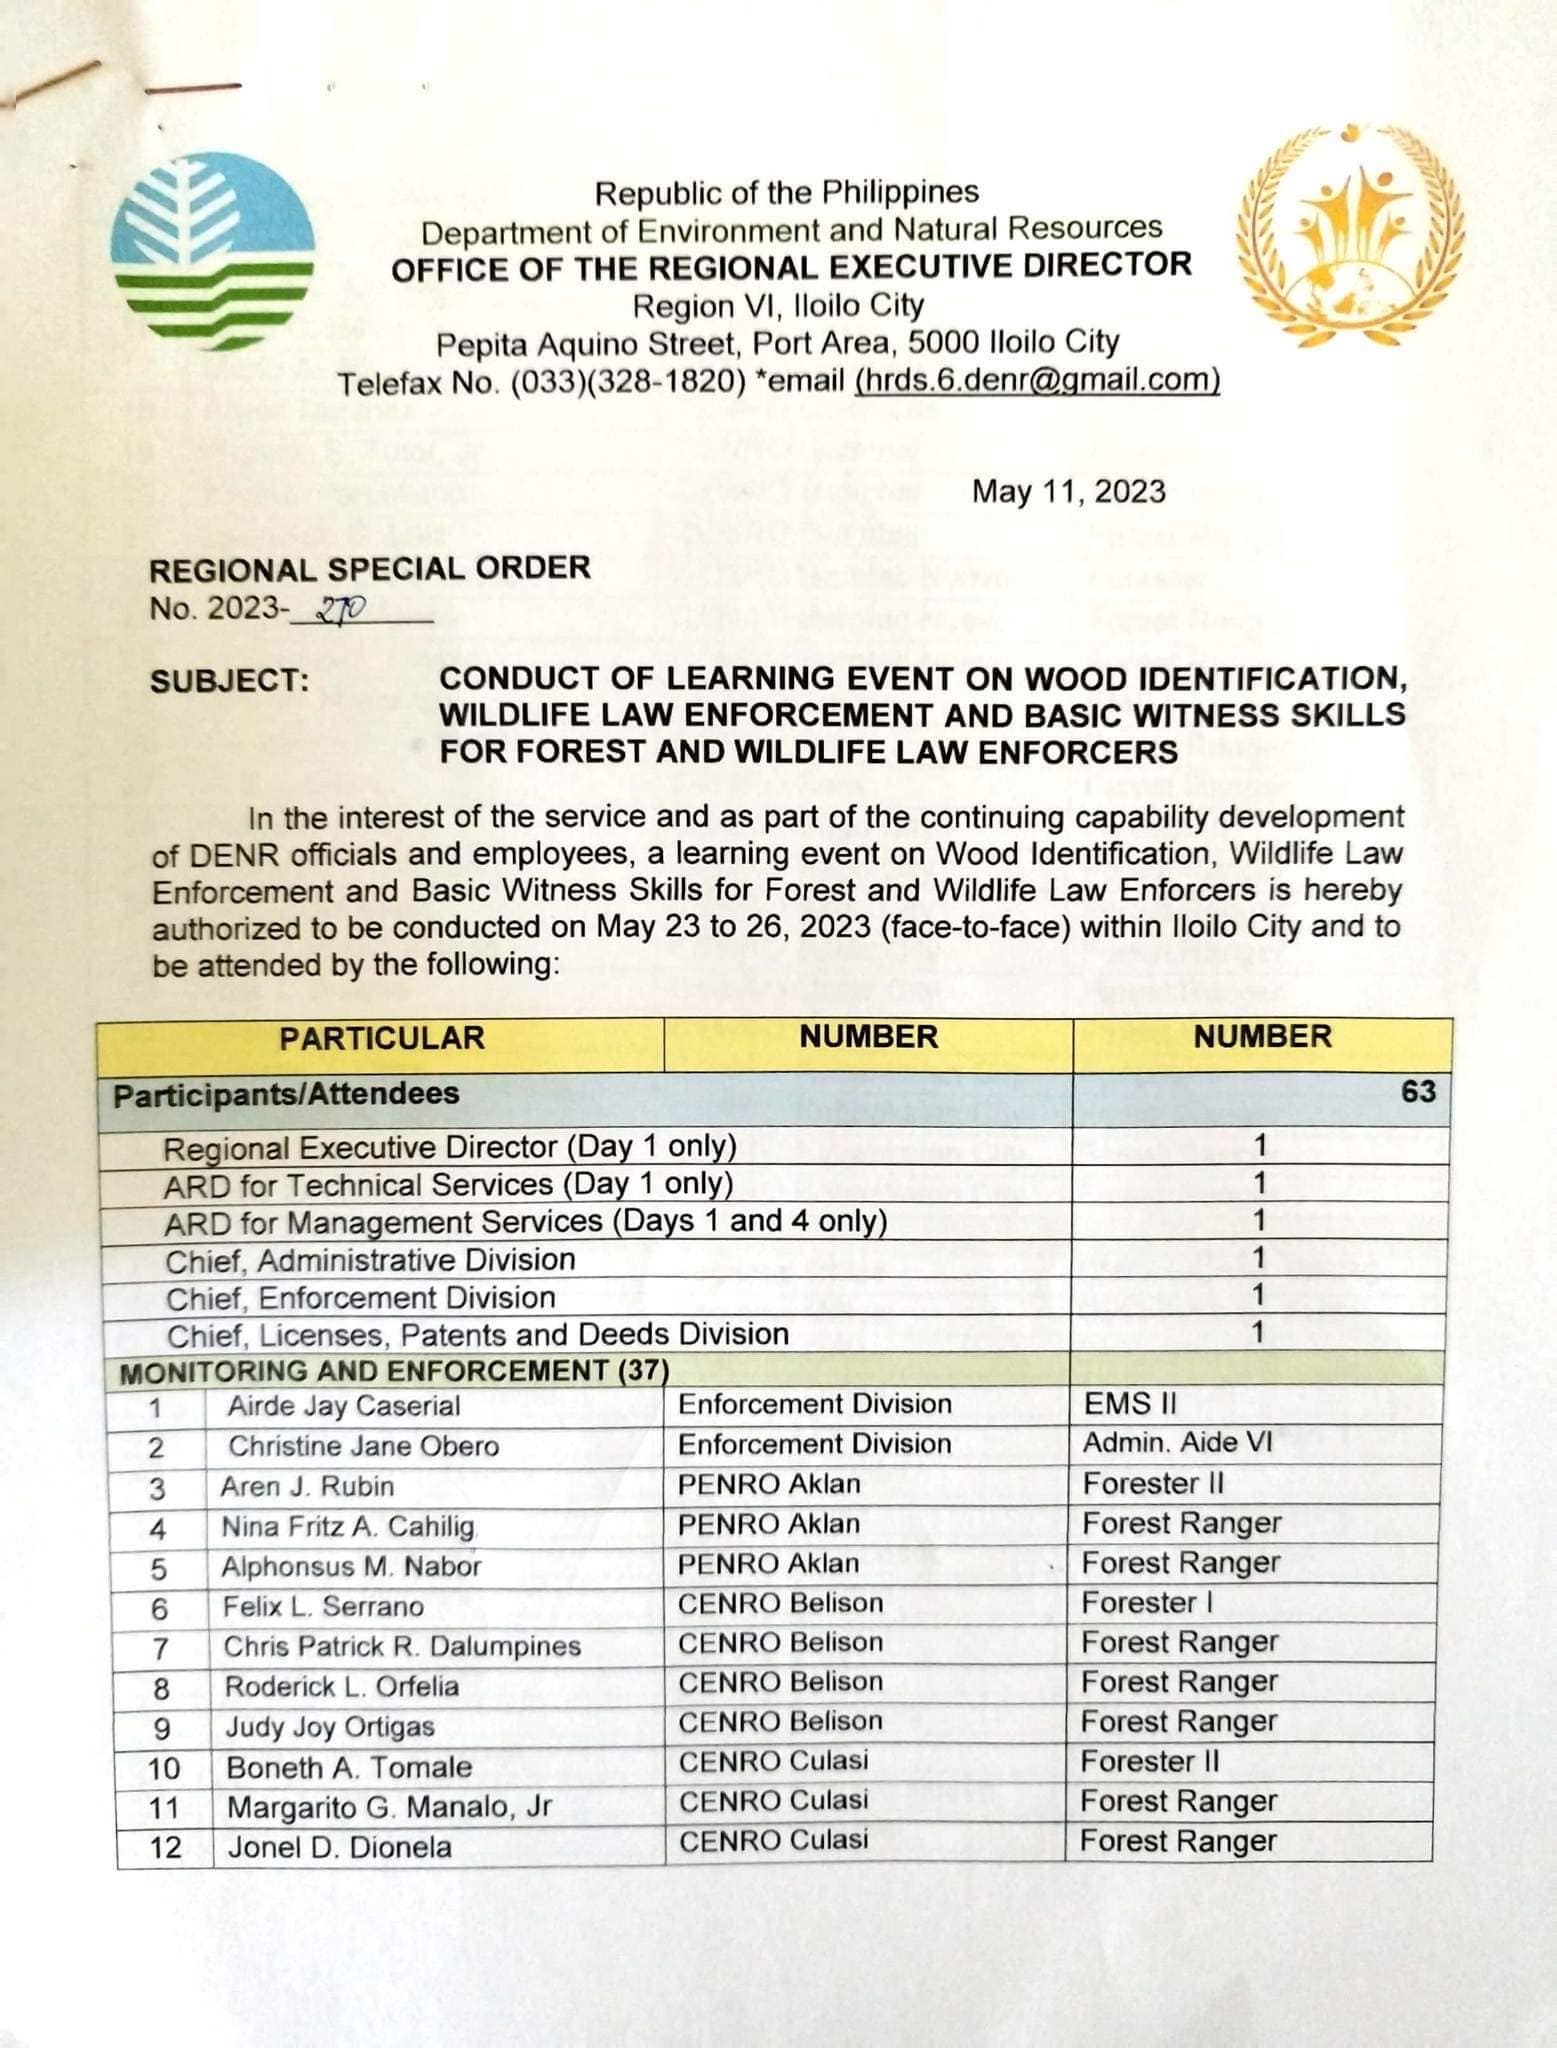 Republic of the Philippines
Department of Environment and Natural Resources
OFFICE OF THE REGIONAL EXECUTIVE DIRECTOR
Region VI, Iloilo City
Pepita Aquino Street, Port Area, 5000 Iloilo City
Telefax No. (033)(328-1820) *email (hrds.6.denr@gmail.com)
May 11, 2023
REGIONAL SPECIAL ORDER
No. 2023- 270
SUBJECT: CONDUCT OF LEARNING EVENT ON WOOD IDENTIFICATION,
WILDLIFE LAW ENFORCEMENT AND BASIC WITNESS SKILLS
FOR FOREST AND WILDLIFE LAW ENFORCERS
In the interest of the service and as part of the continuing capability development
of DENR officials and employees, a learning event on Wood Identification, Wildlife Law
Enforcement and Basic Witness Skills for Forest and Wildlife Law Enforcers is hereby
authorized to be conducted on May 23 to 26, 2023 (face-to-face) within Iloilo City and to
be attended by the following:
PARTICULAR NUMBER NUMBER
Participants/Attendees 63
Regional Executive Director (Day 1 only) 1
ARD for Technical Services (Day 1 only) 1
ARD for Management Services (Days 1 and 4 only) 1
Chief, Administrative Division 1
Chief, Enforcement Division 1
Chief, Licenses, Patents and Deeds Division 1
MONITORING AND ENFORCEMENT (37)
1 Airde Jay Caserial Enforcement Division EMS II
2 Christine Jane Obero Enforcement Division Admin. Aide VI
3 Aren J. Rubin PENRO Aklan Forester II
4 Nina Fritz A. Cahilig PENRO Aklan Forest Ranger
5 Alphonsus M. Nabor PENRO Aklan Forest Ranger
6 Felix L. Serrano CENRO Belison Forester I
7 Chris Patrick R. Dalumpines CENRO Belison Forest Ranger
8 Roderick L. Orfelia CENRO Belison Forest Ranger
9 Judy Joy Ortigas CENRO Belison Forest Ranger
10 Boneth A. Tomale CENRO Culasi Forester II
11 Margarito G. Manalo, Jr CENRO Culasi Forest Ranger
12 Jonel D. Dionela CENRO Culasi Forest Ranger